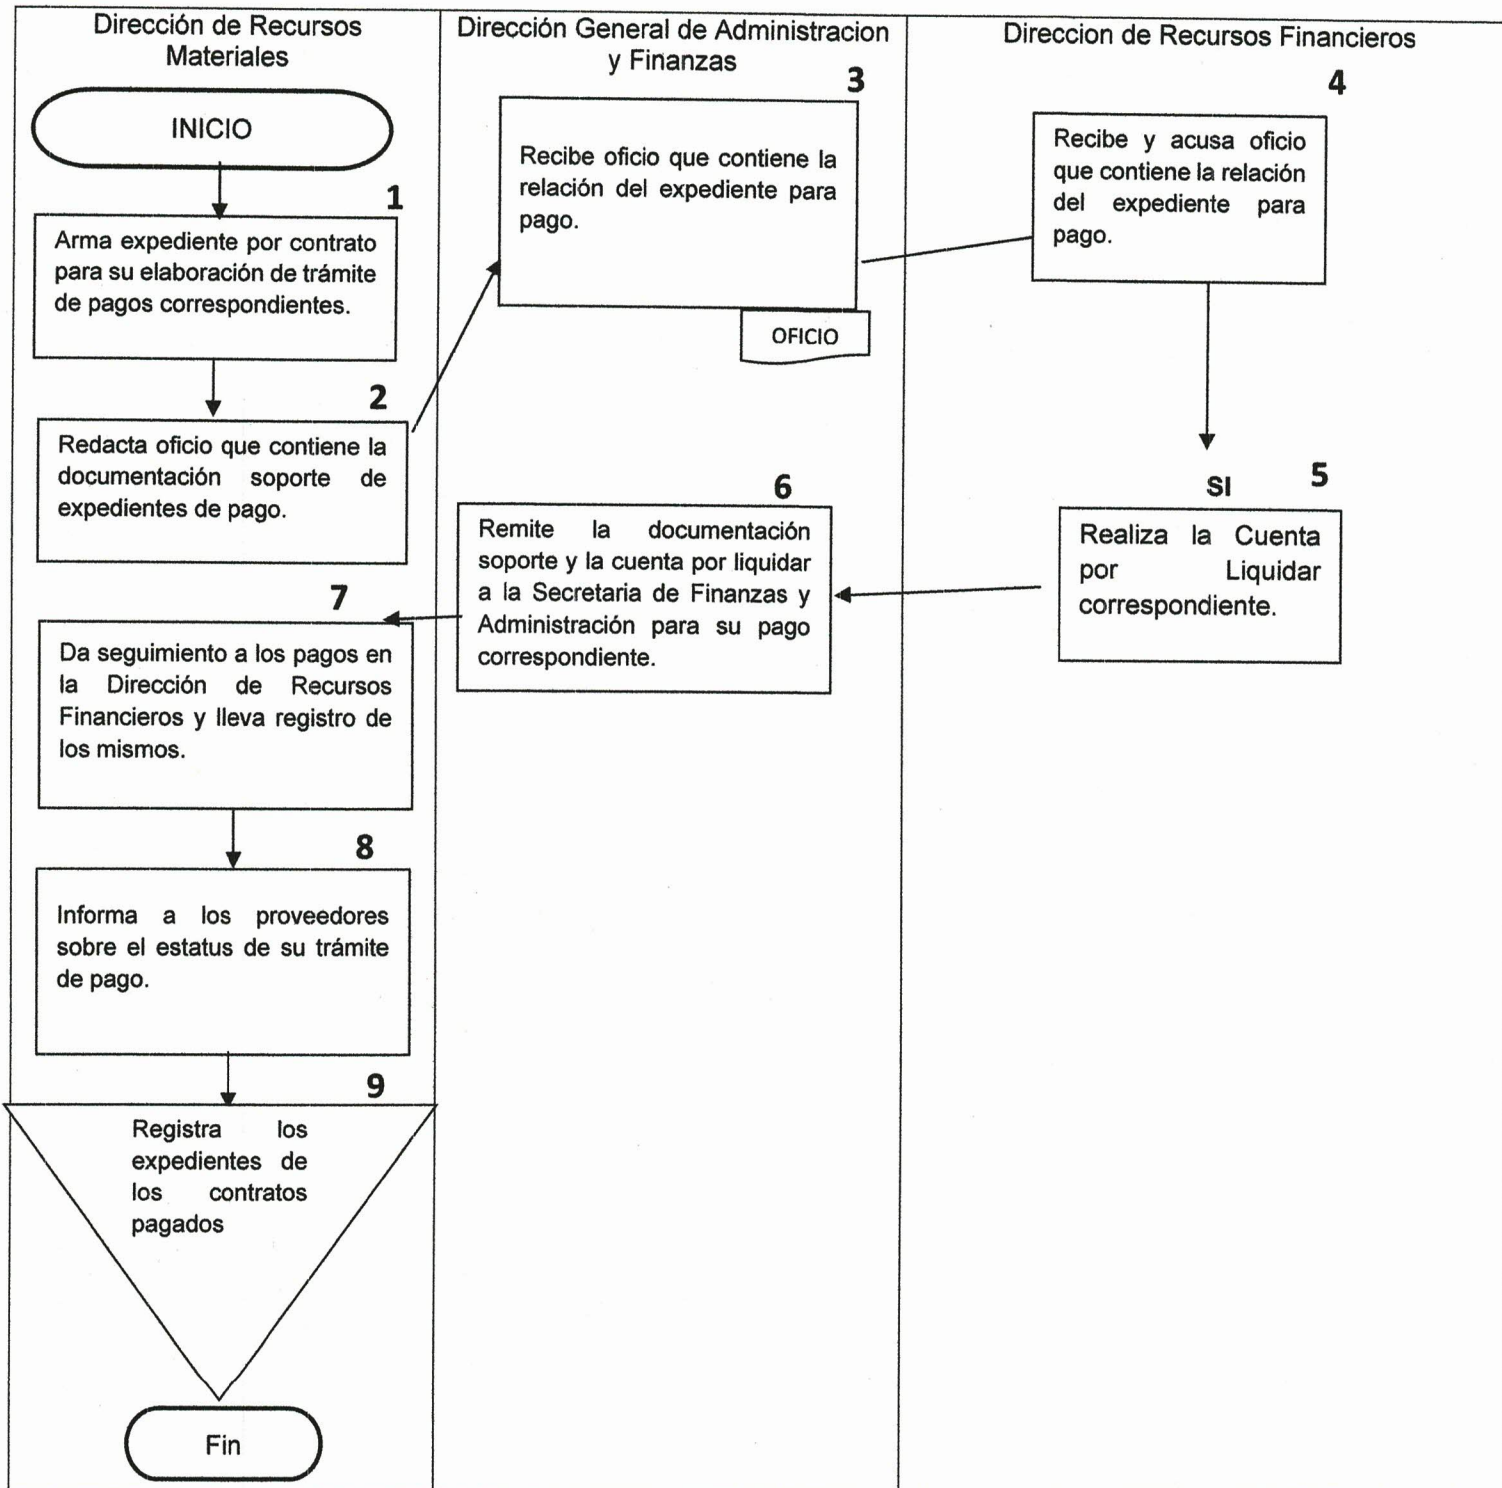 Dirección de Recursos
Materiales
INICIO
1
Arma expediente por contrato
para su elaboración de trámite
de pagos correspondientes.
2
Redacta oficio que contiene la
documentación soporte de
expedientes de pago.
7
Da seguimiento a los pagos en
la Dirección de Recursos
Financieros y lleva registro de
los mismos.
8
Informa a los proveedores
sobre el estatus de su trámite
de pago.
9
Registra los
expedientes de
los contratos
pagados
Fin
Dirección General de Administracion
y Finanzas
3
Recibe oficio que contiene la
relación del expediente para
pago.
OFICIO
6
Remite la documentación
soporte y la cuenta por liquidar
a la Secretaria de Finanzas y
Administración para su pago
correspondiente.
Direccion de Recursos Financieros
4
Recibe y acusa oficio
que contiene la relación
del expediente para
pago.
SI
5
Realiza la Cuenta
por Liquidar
correspondiente.